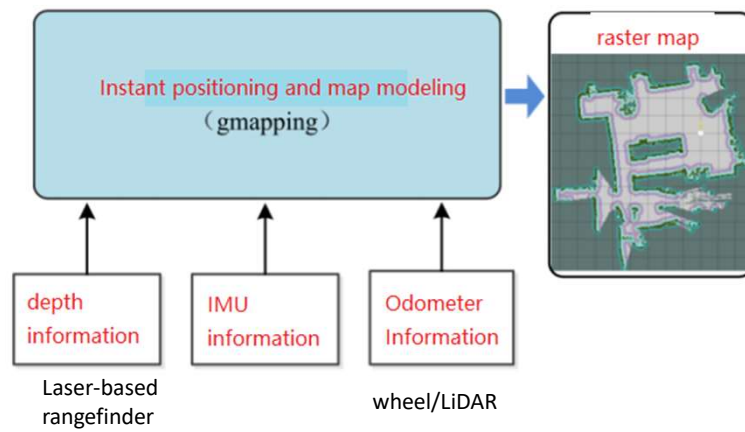 raster map
Instant positioning and map modeling
（gmapping）
depth
information
IMU
information
Odometer
Information
Laser-based
rangefinder
wheel/LiDAR